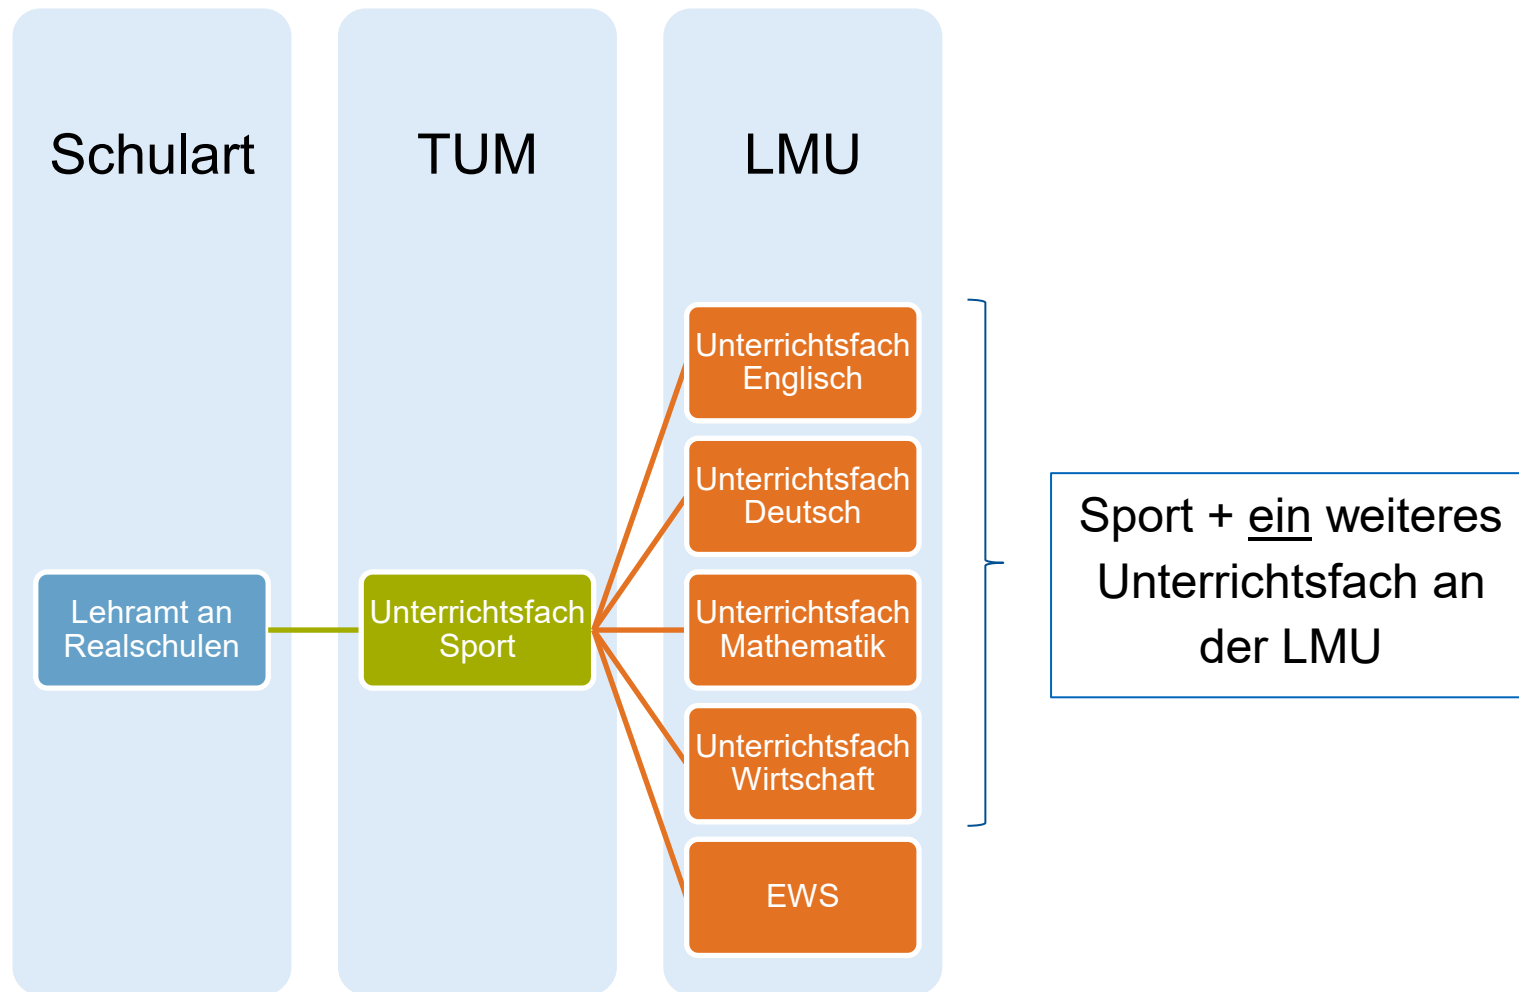 Schulart
TUM
LMU
Unterrichtsfach
Englisch
Unterrichtsfach
Deutsch
Lehramt an
Realschulen
Unterrichtsfach
Sport
Unterrichtsfach
Mathematik
Unterrichtsfach
Wirtschaft
EWS
Sport + ein weiteres
Unterrichtsfach an
der LMU